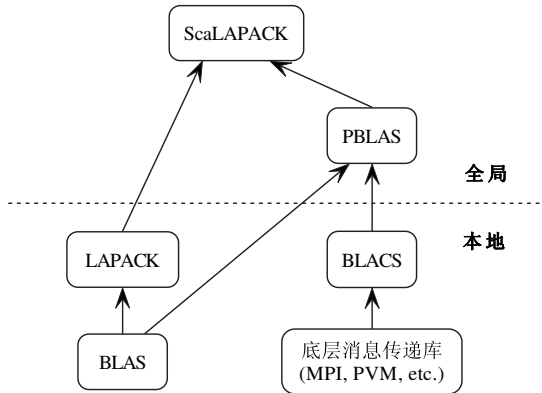 ScaLAPACK
PBLAS
全局
本地
LAPACK
BLACS
BLAS
底层消息传递库
(MPI, PVM, etc.)